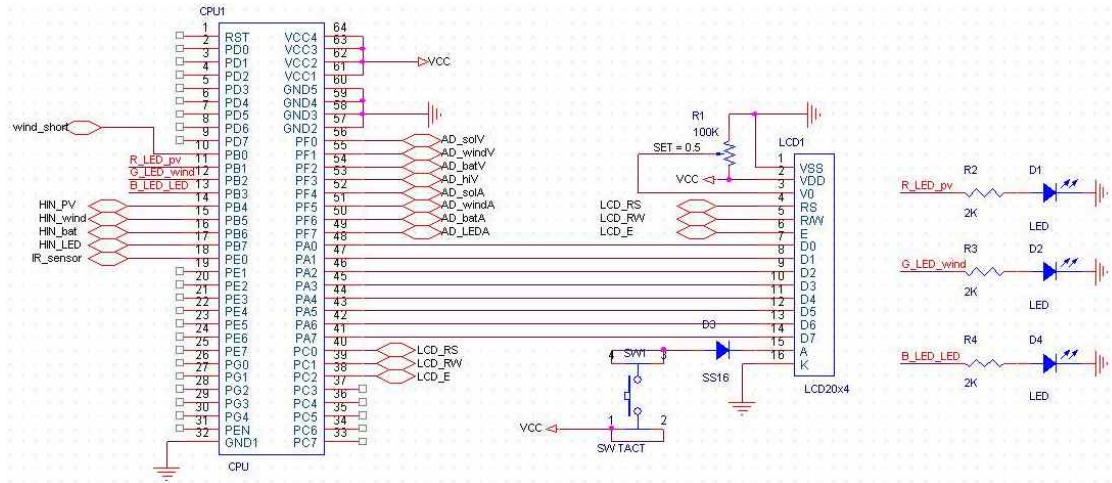 CPU1
1 RST VCC4 64
2 PD0 VCC3 63
3 PD1 VCC2 62
4 PD2 VCC1 61 VCC
5 PD3 GND5 60
6 PD4 GND4 59
7 PD5 GND3 58
8 PD6 GND2 57
9 PD7 PF0 56 AD_solV
wind_short 10 PB0 PF1 55 AD_windV
R_LED_pv 11 PB1 PF2 54 AD_batV
G_LED_wind 12 PB2 PF3 53 AD_hiV
B_LED_LED 13 PB3 PF4 52 AD_solA
HIN_PV 14 PB4 PF5 51 AD_windA
HIN_wind 15 PB5 PF6 50 AD_batA
HIN_bat 16 PB6 PF7 49 AD_LEDA
HIN_LED 17 PB7 PA0 48
IR_sensor 18 PE0 PA1 47
19 PE1 PA2 46
20 PE2 PA3 45
21 PE3 PA4 44
22 PE4 PA5 43
23 PE5 PA6 42
24 PE6 PA7 41
25 PE7 PC0 40 LCD_RS
26 PG0 PC1 39 LCD_RW
27 PG1 PC2 38 LCD_E
28 PG2 PC3 37
29 PG3 PC4 36
30 PG4 PC5 35
31 PEN PC6 34
32 GND1 PC7 33
CPU
R1
100K
SET = 0.5
VCC
LCD1
1 VSS
2 VDD
3 V0
LCD_RS 4 RS
LCD_RW 5 R/W
LCD_E 6 E
7 D0
8 D1
9 D2
10 D3
11 D4
12 D5
13 D6
14 D7
15 A
16 K
LCD20x4
D3
SS16
4 SW1 3
VCC 1 2
SW TACT
R_LED_pv R2 D1
2K LED
G_LED_wind R3 D2
2K LED
B_LED_LED R4 D4
2K LED